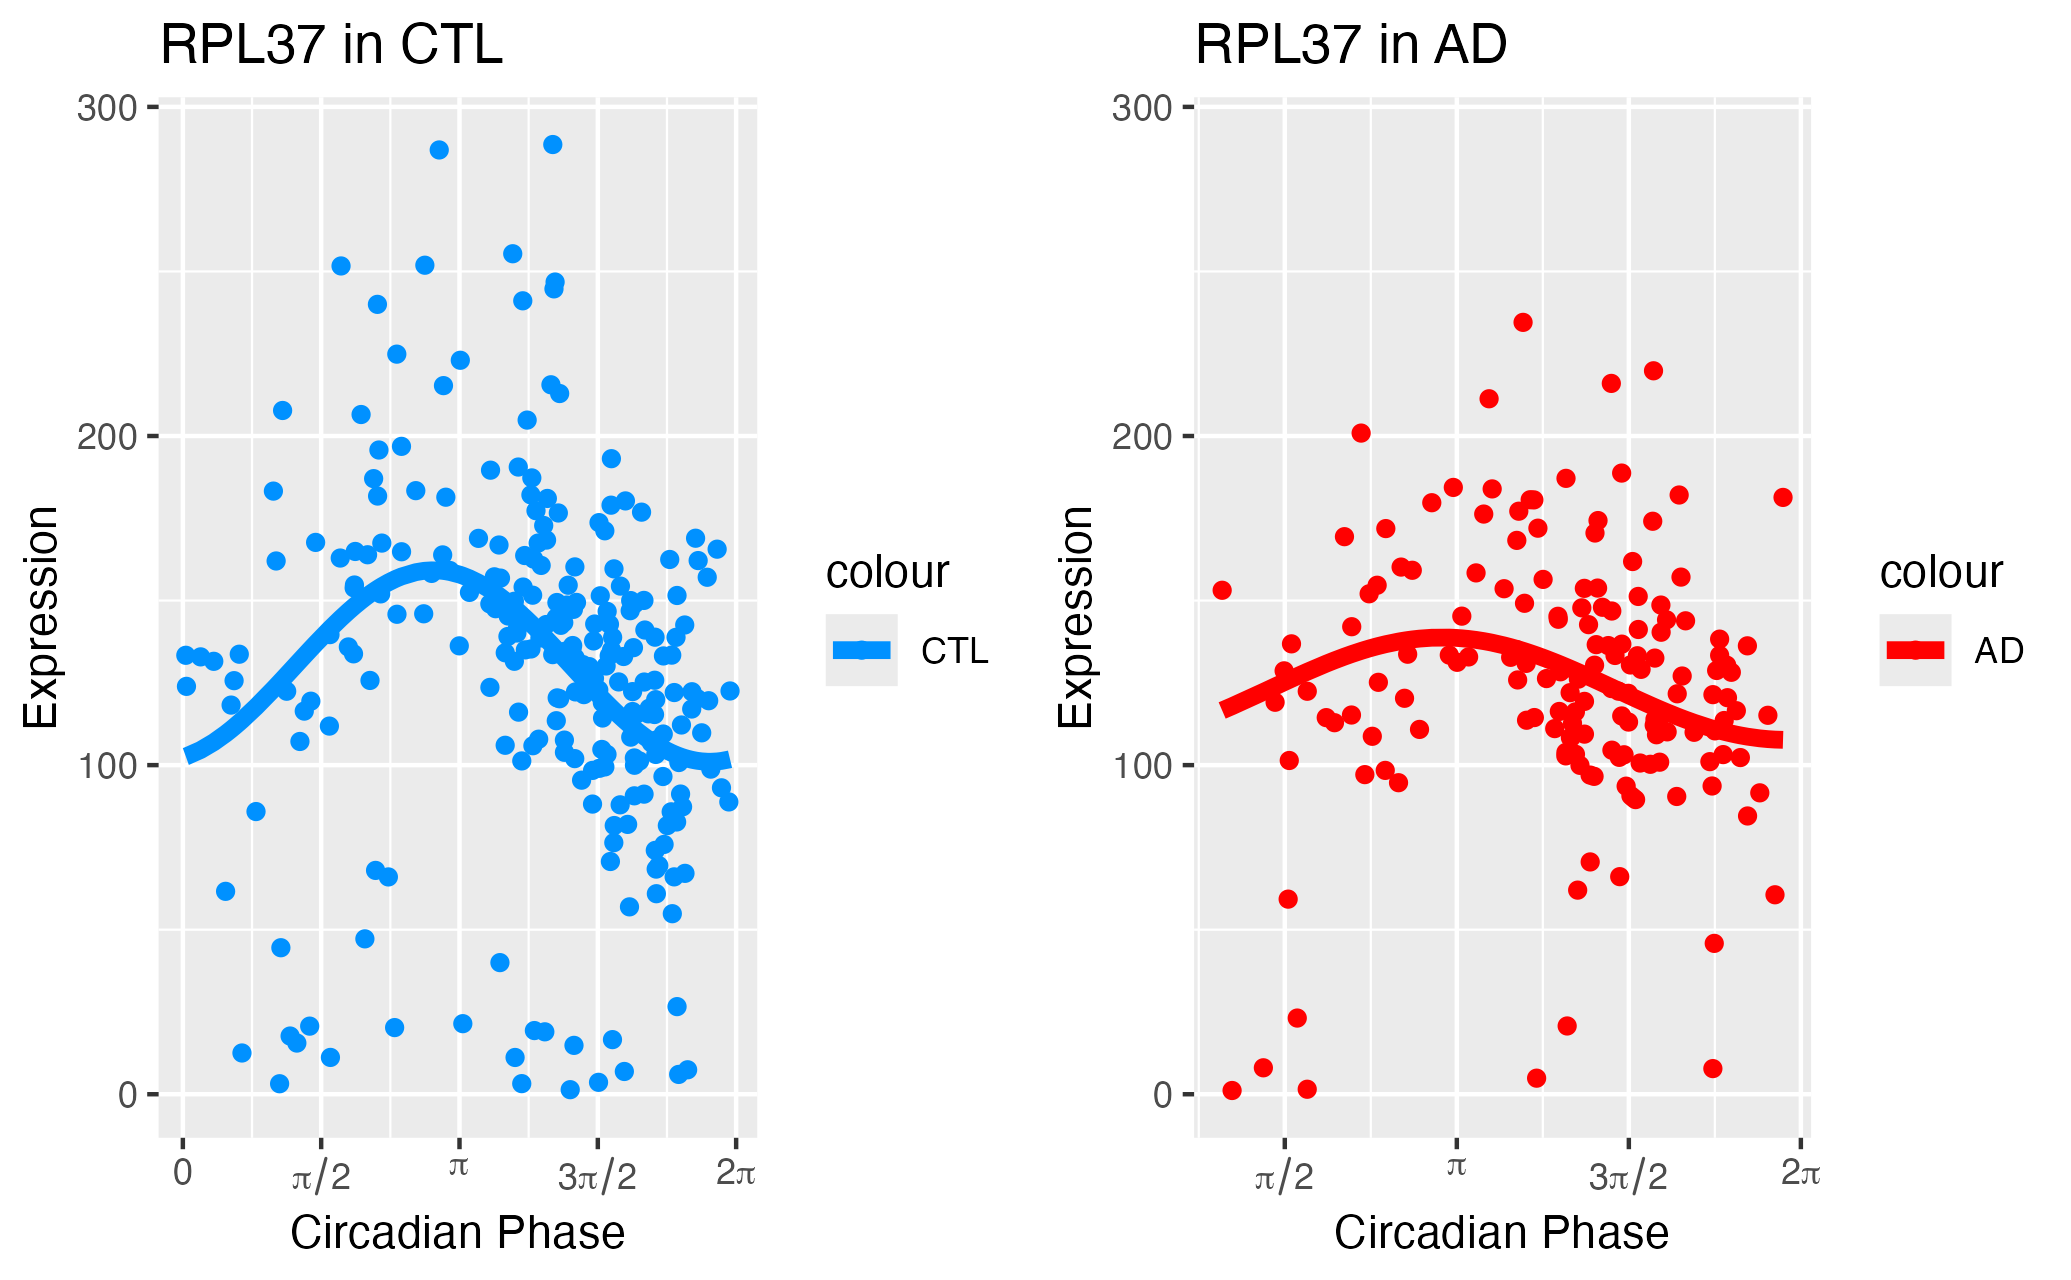 RPL37 in CTL
300
200
100
0
Expression
0 π/2 π 3π/2 2π
Circadian Phase
colour
CTL
RPL37 in AD
300
200
100
0
Expression
π/2 π 3π/2 2π
Circadian Phase
colour
AD